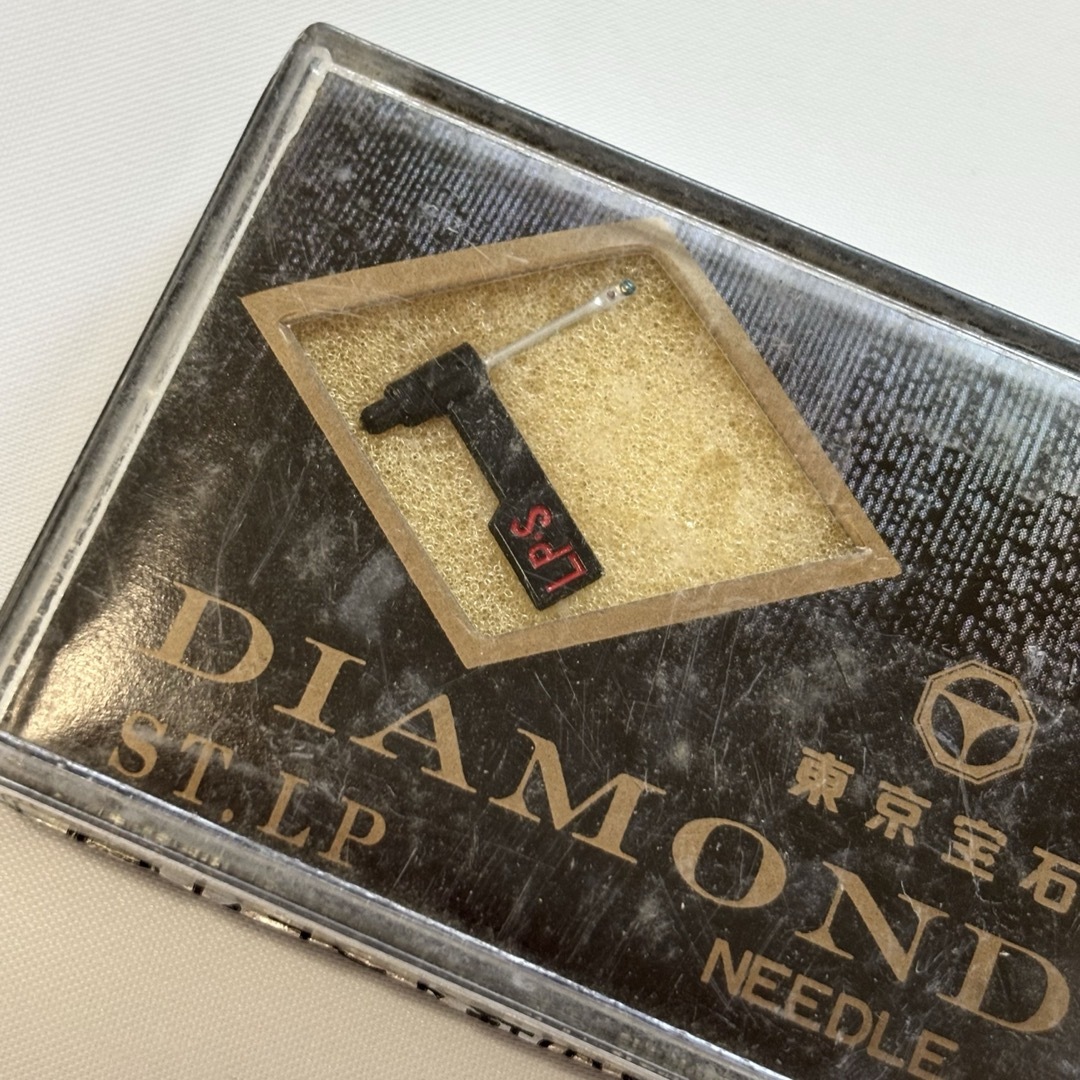 LP·S
DIAMOND
ST. LP
東京宝石
NEEDLE